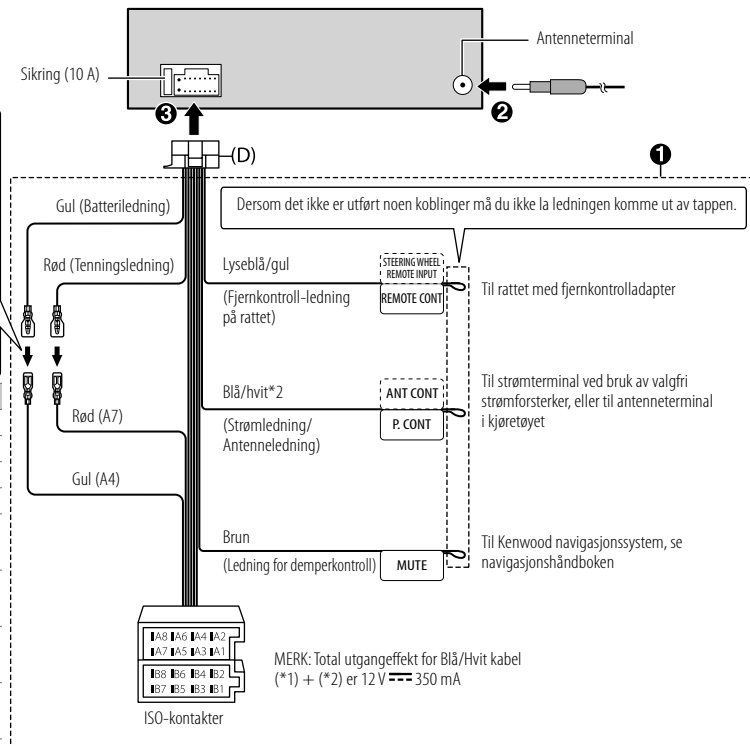 Antenneterminal
Sikring (10 A)
❸
❷
(D)
❶
Gul (Batteriledning)
Dersom det ikke er utført noen koblinger må du ikke la ledningen komme ut av tappen.
Rød (Tenningsledning)
Lyseblå/gul
(Fjernkontroll-ledning
på rattet)
STEERING WHEEL
REMOTE INPUT
REMOTE CONT
Til rattet med fjernkontrolladapter
Blå/hvit*2
(Strømledning/
Antenneledning)
ANT CONT
P. CONT
Til strømterminal ved bruk av valgfri
strømforsterker, eller til antenneterminal
i kjøretøyet
Rød (A7)
Gul (A4)
Brun
(Ledning for demperkontroll)
MUTE
Til Kenwood navigasjonssystem, se
navigasjonshåndboken
A8 A6 A4 A2
A7 A5 A3 A1
B8 B6 B4 B2
B7 B5 B3 B1
ISO-kontakter
MERK: Total utgangeffekt for Blå/Hvit kabel
(*1) + (*2) er 12 V ⎓ 350 mA